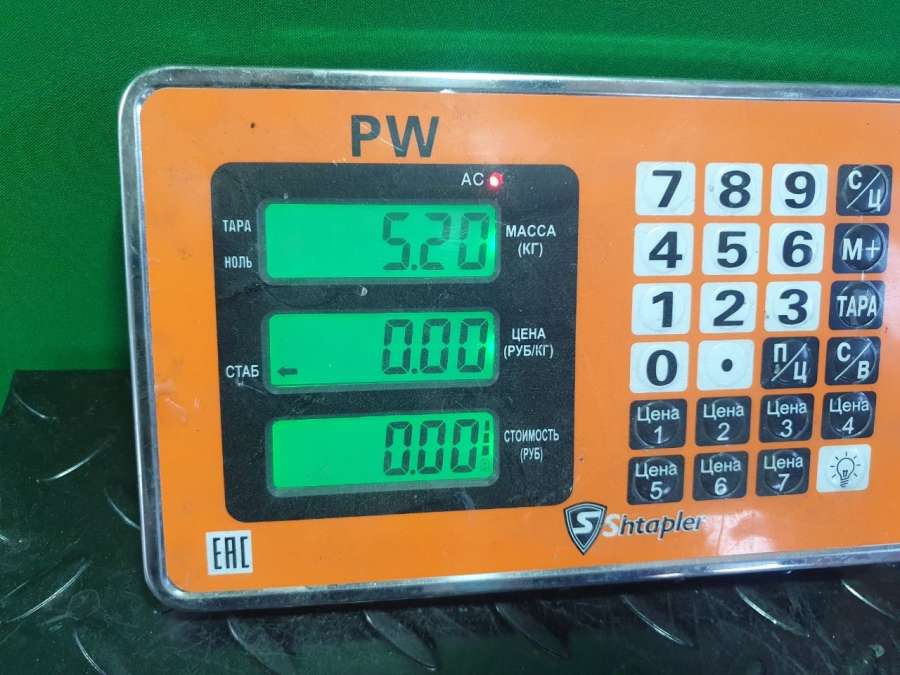 PW
AC
ТАРА
НОЛЬ
5.20
МАССА
(КГ)
СТАБ
0.00
ЦЕНА
(РУБ/КГ)
0.00
СТОИМОСТЬ
(РУБ)
7 8 9 С/Ц
4 5 6 М+
1 2 3 ТАРА
0 . П/Ц С/В
Цена 1 Цена 2 Цена 3 Цена 4
Цена 5 Цена 6 Цена 7
S Shtapler
EAC